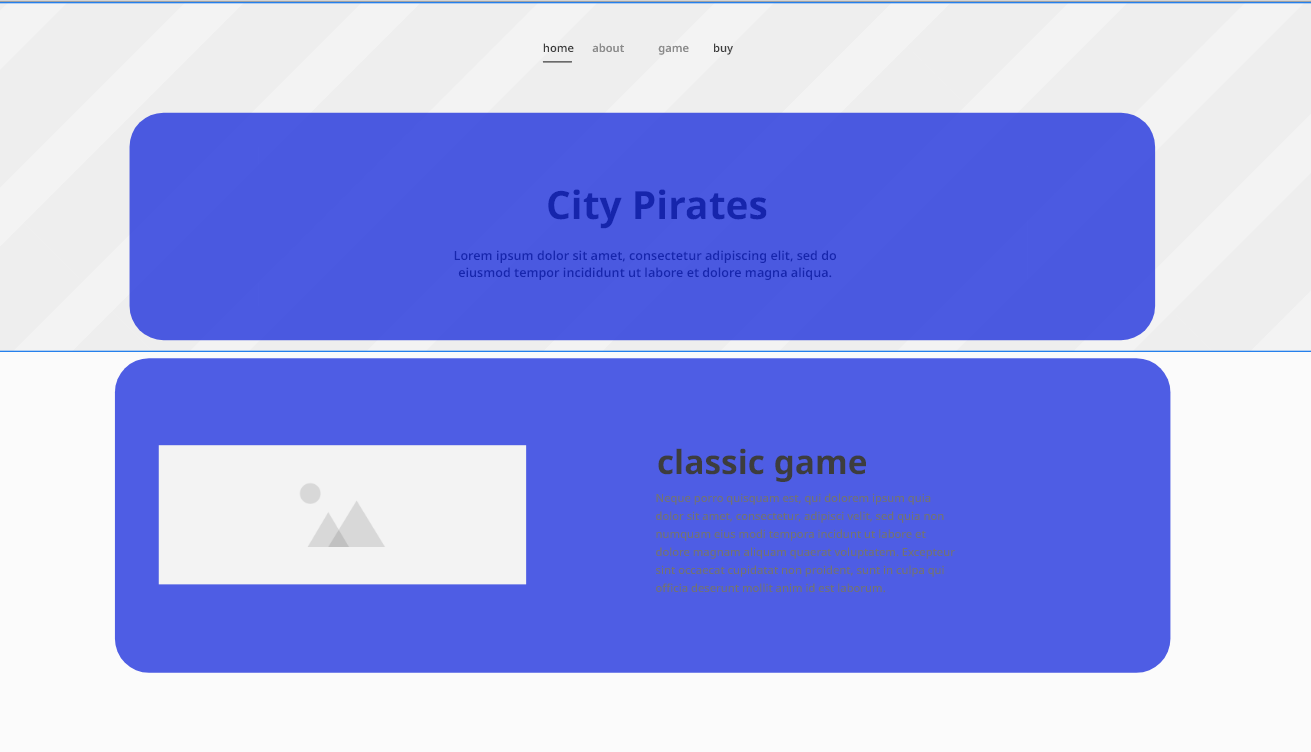 home about game buy
City Pirates
Lorem ipsum dolor sit amet, consectetur adipiscing elit, sed do
eiusmod tempor incididunt ut labore et dolore magna aliqua.
classic game
Neque porro quisquam est, qui dolorem ipsum quia
dolor sit amet, consectetur, adipisci velit, sed quia non
numquam eius modi tempora incidunt ut labore et
dolore magnam aliquam quaerat voluptatem. Excepteur
sint occaecat cupidatat non proident, sunt in culpa qui
officia deserunt mollit anim id est laborum.